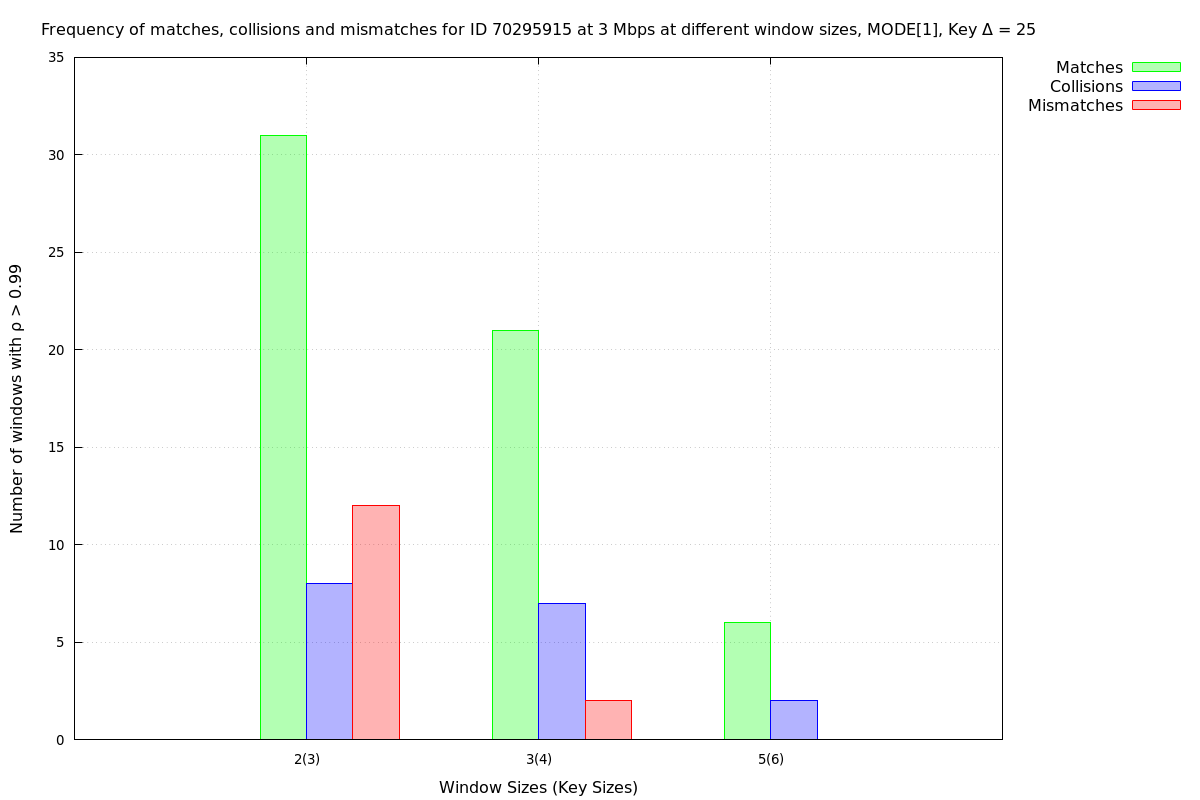 Frequency of matches, collisions and mismatches for ID 70295915 at 3 Mbps at different window sizes, MODE[1], Key Δ = 25
Matches
Collisions
Mismatches
Number of windows with ρ > 0.99
35
30
25
20
15
10
5
0
2(3)
3(4)
5(6)
Window Sizes (Key Sizes)